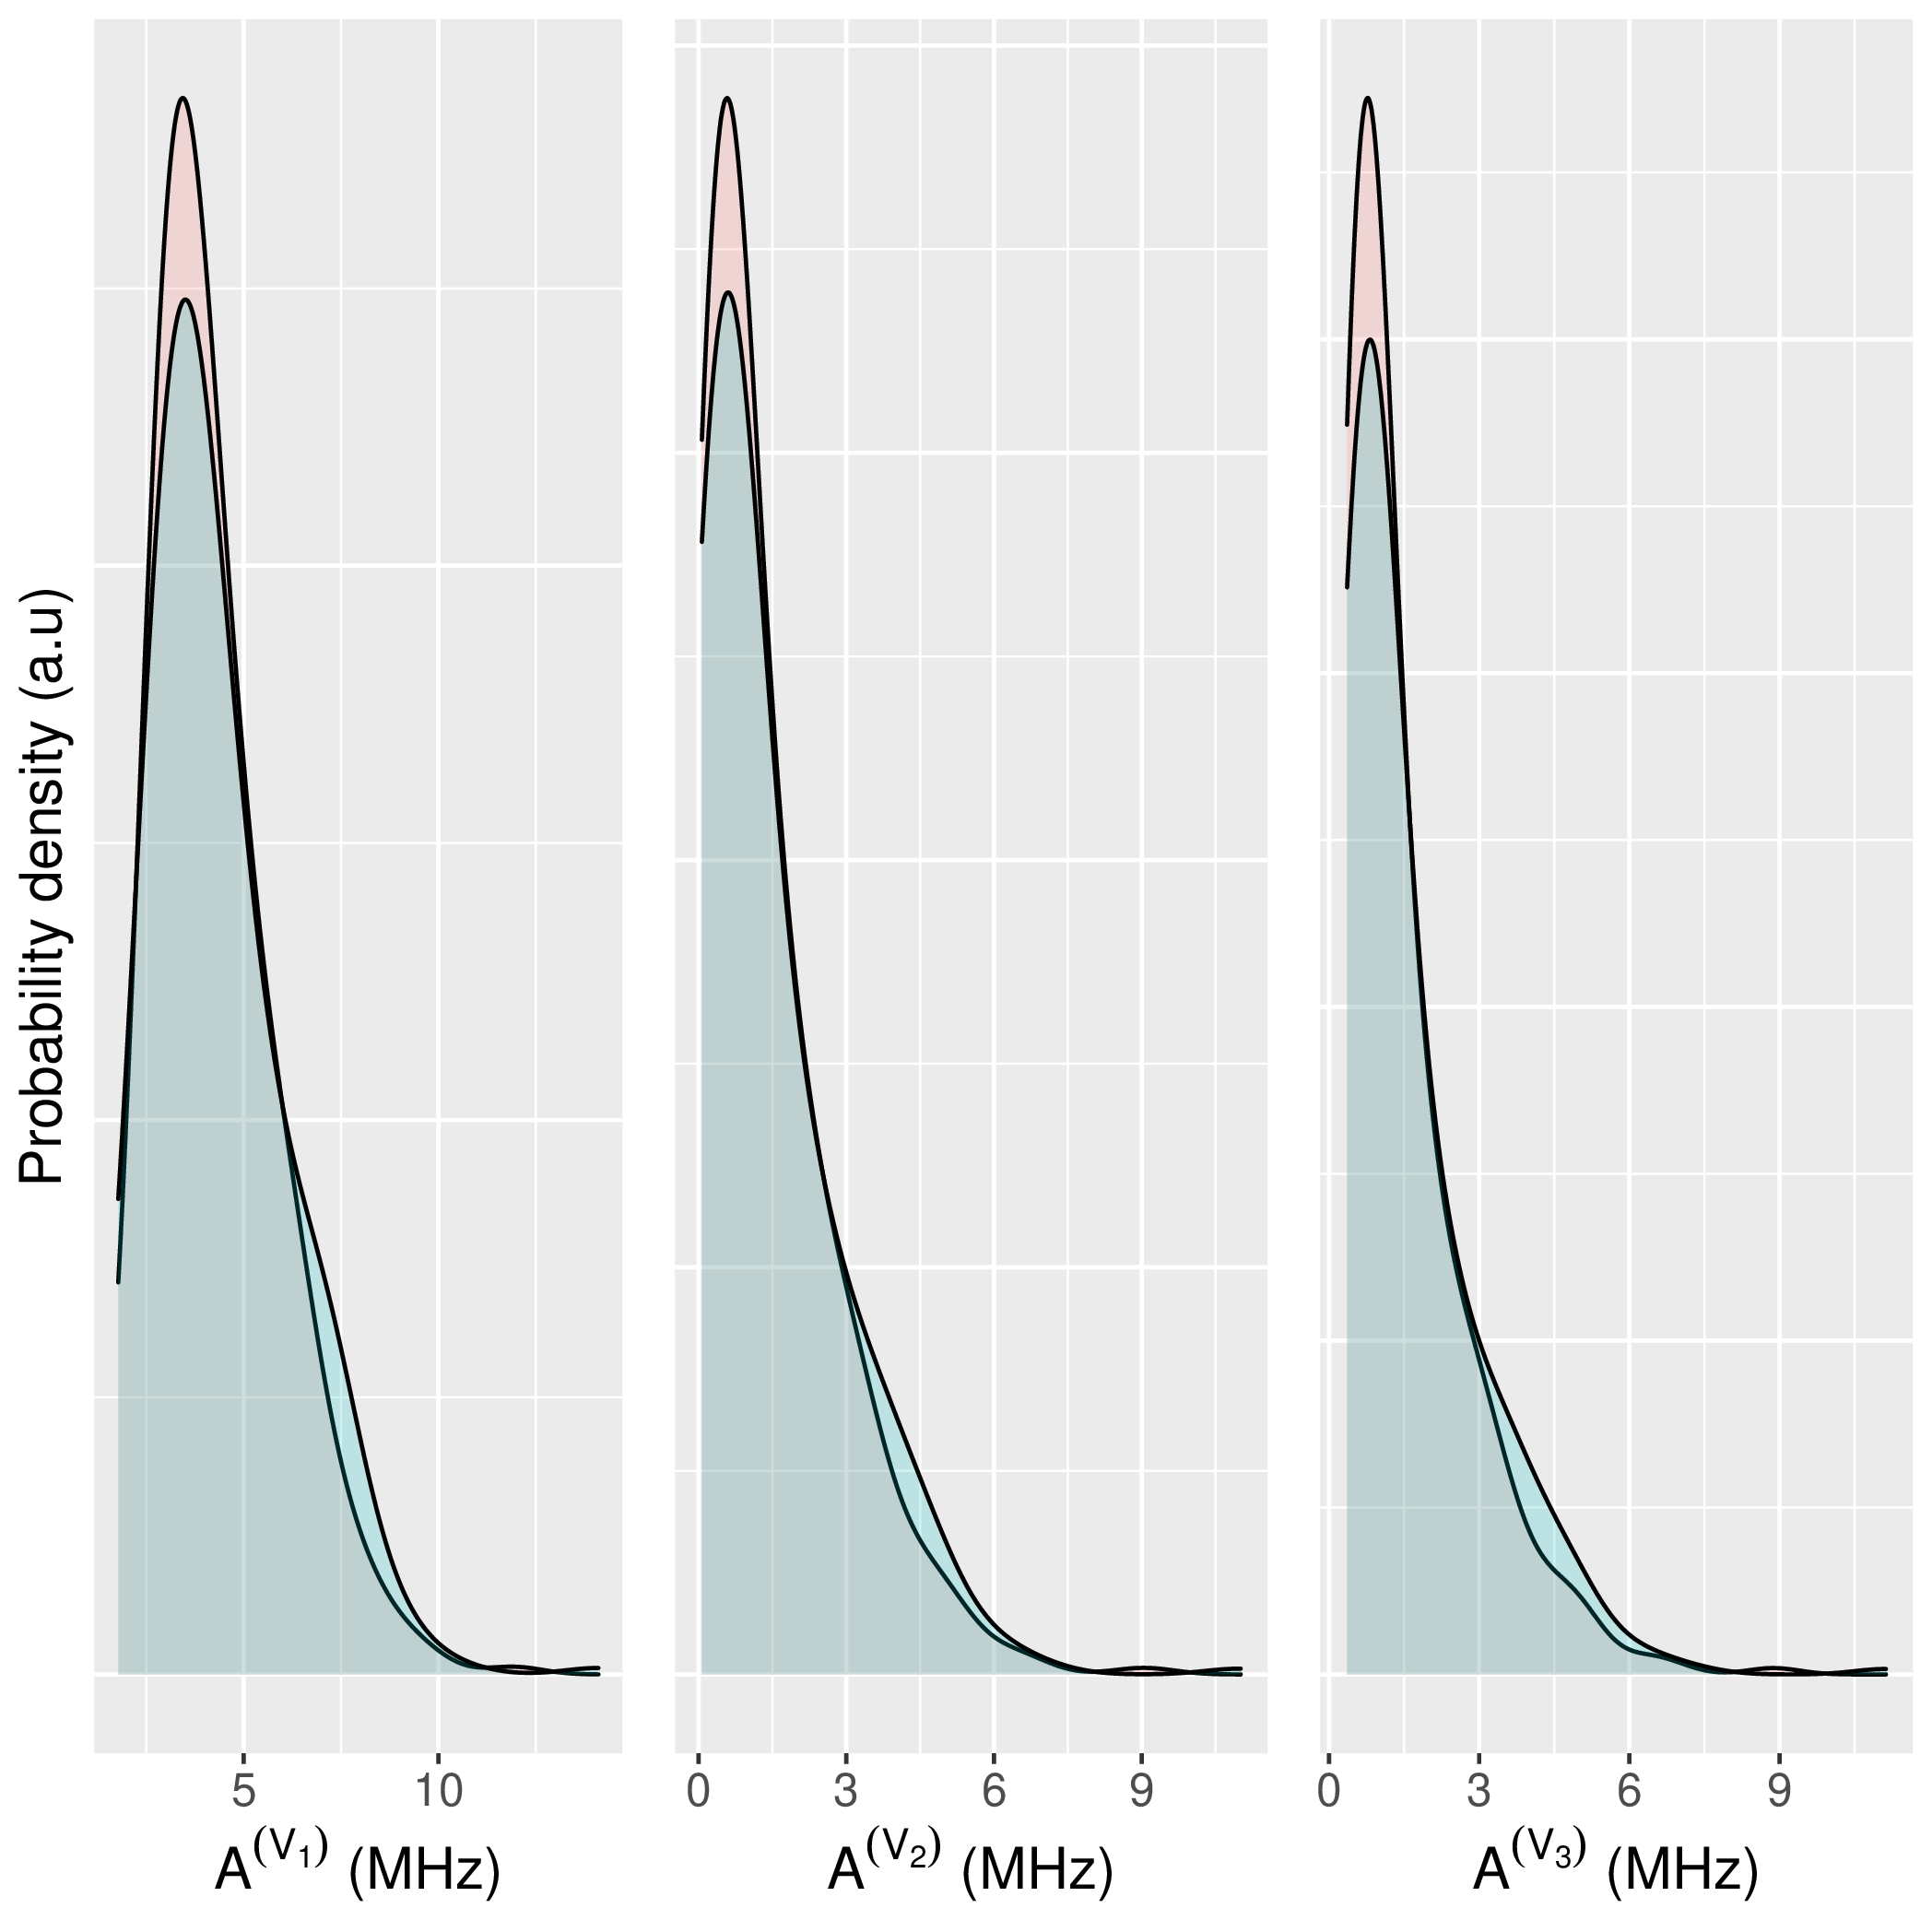 Probability density (a.u)
5 10
0 3 6 9
0 3 6 9
A(V1) (MHz)
A(V2) (MHz)
A(V3) (MHz)